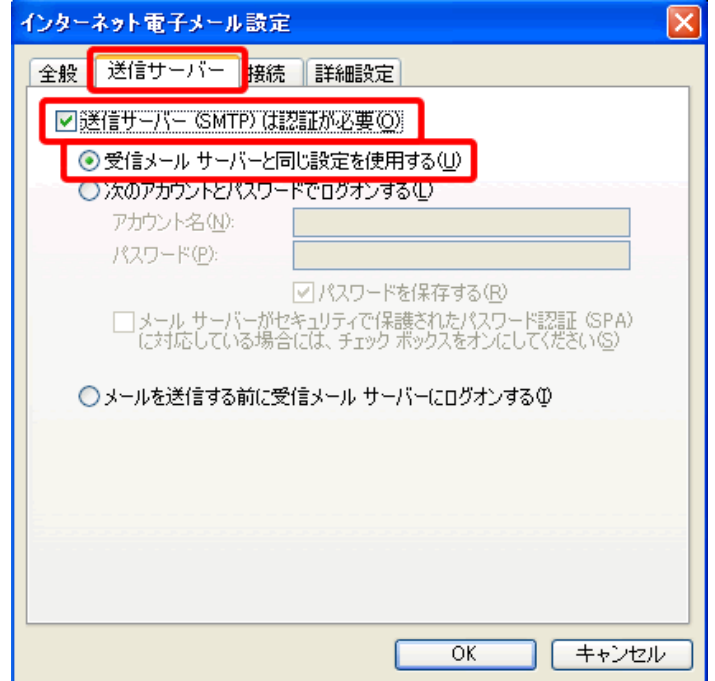 インターネット電子メール設定
全般 送信サーバー 接続 詳細設定
送信サーバー (SMTP) は認証が必要(O)
受信メール サーバーと同じ設定を使用する(U)
次のアカウントとパスワードでログオンする(L)
アカウント名(N):
パスワード(P):
パスワードを保存する(R)
メール サーバーがセキュリティで保護されたパスワード認証 (SPA)
に対応している場合には、チェック ボックスをオンにしてください(S)
メールを送信する前に受信メール サーバーにログオンする(I)
OK キャンセル